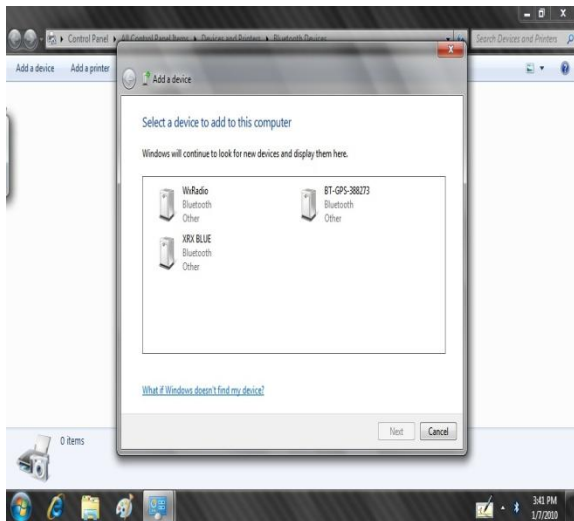 Control Panel ▸ All Control Panel Items ▸ Devices and Printers ▸ Bluetooth Devices
Search Devices and Printers
Add a device Add a printer
Add a device
Select a device to add to this computer
Windows will continue to look for new devices and display them here.
WxRadio
Bluetooth
Other
BT-GPS-388273
Bluetooth
Other
XRX BLUE
Bluetooth
Other
What if Windows doesn't find my device?
Next Cancel
0 items
3:41 PM
1/7/2010